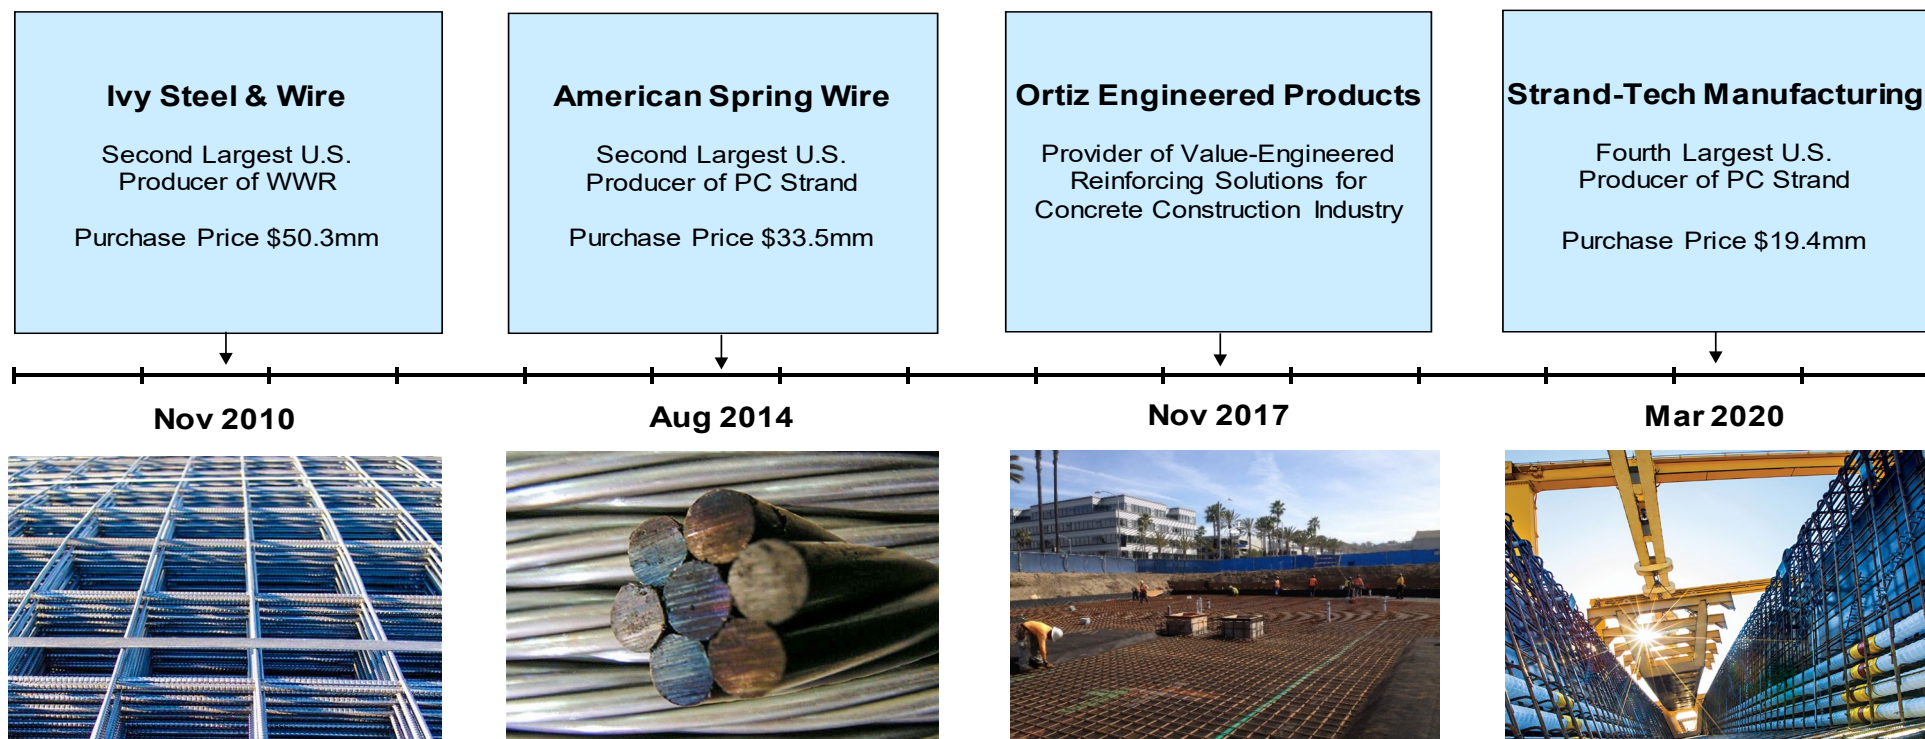 Ivy Steel & Wire
Second Largest U.S.
Producer of WWR
Purchase Price $50.3mm
American Spring Wire
Second Largest U.S.
Producer of PC Strand
Purchase Price $33.5mm
Ortiz Engineered Products
Provider of Value-Engineered
Reinforcing Solutions for
Concrete Construction Industry
Strand-Tech Manufacturing
Fourth Largest U.S.
Producer of PC Strand
Purchase Price $19.4mm
Nov 2010
Aug 2014
Nov 2017
Mar 2020